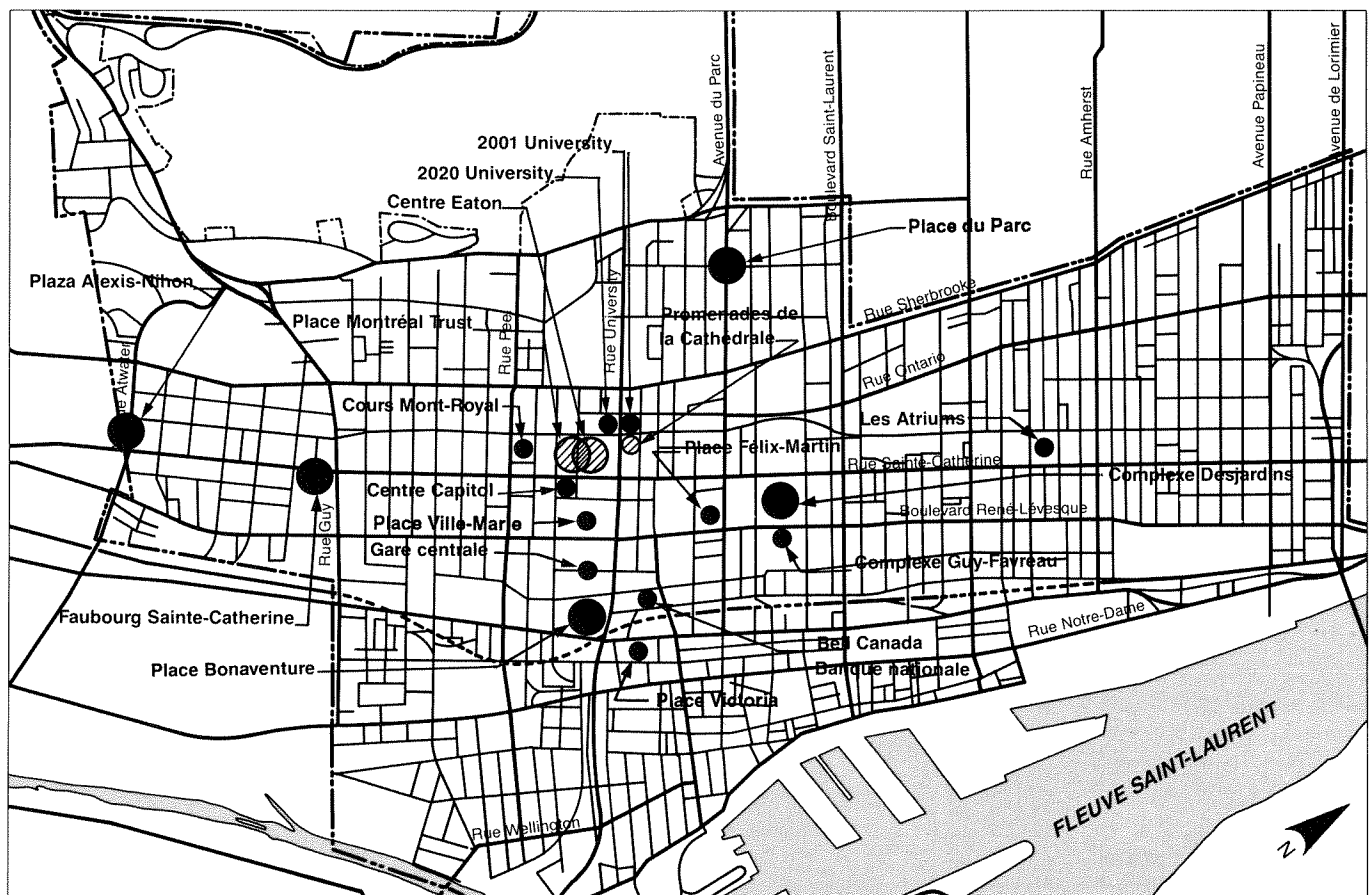 Avenue du Parc
Boulevard Saint-Laurent
Rue Amherst
Avenue Papineau
Avenue de Lorimier
2001 University
2020 University
Centre Eaton
Place du Parc
Plaza Alexis-Nihon
Rue University
Rue Sherbrooke
Place Montréal Trust
Promenades de
la Cathédrale
Rue Peel
Rue Ontario
Atwater
Cours Mont-Royal
Les Atriums
Place Félix-Martin
Rue Sainte-Catherine
Complexe Desjardins
Centre Capitol
Boulevard René-Lévesque
Place Ville-Marie
Rue Guy
Gare centrale
Complexe Guy-Favreau
Faubourg Sainte-Catherine
Rue Notre-Dame
Bell Canada
Banque nationale
Place Bonaventure
Place Victoria
FLEUVE SAINT-LAURENT
Rue Wellington
N